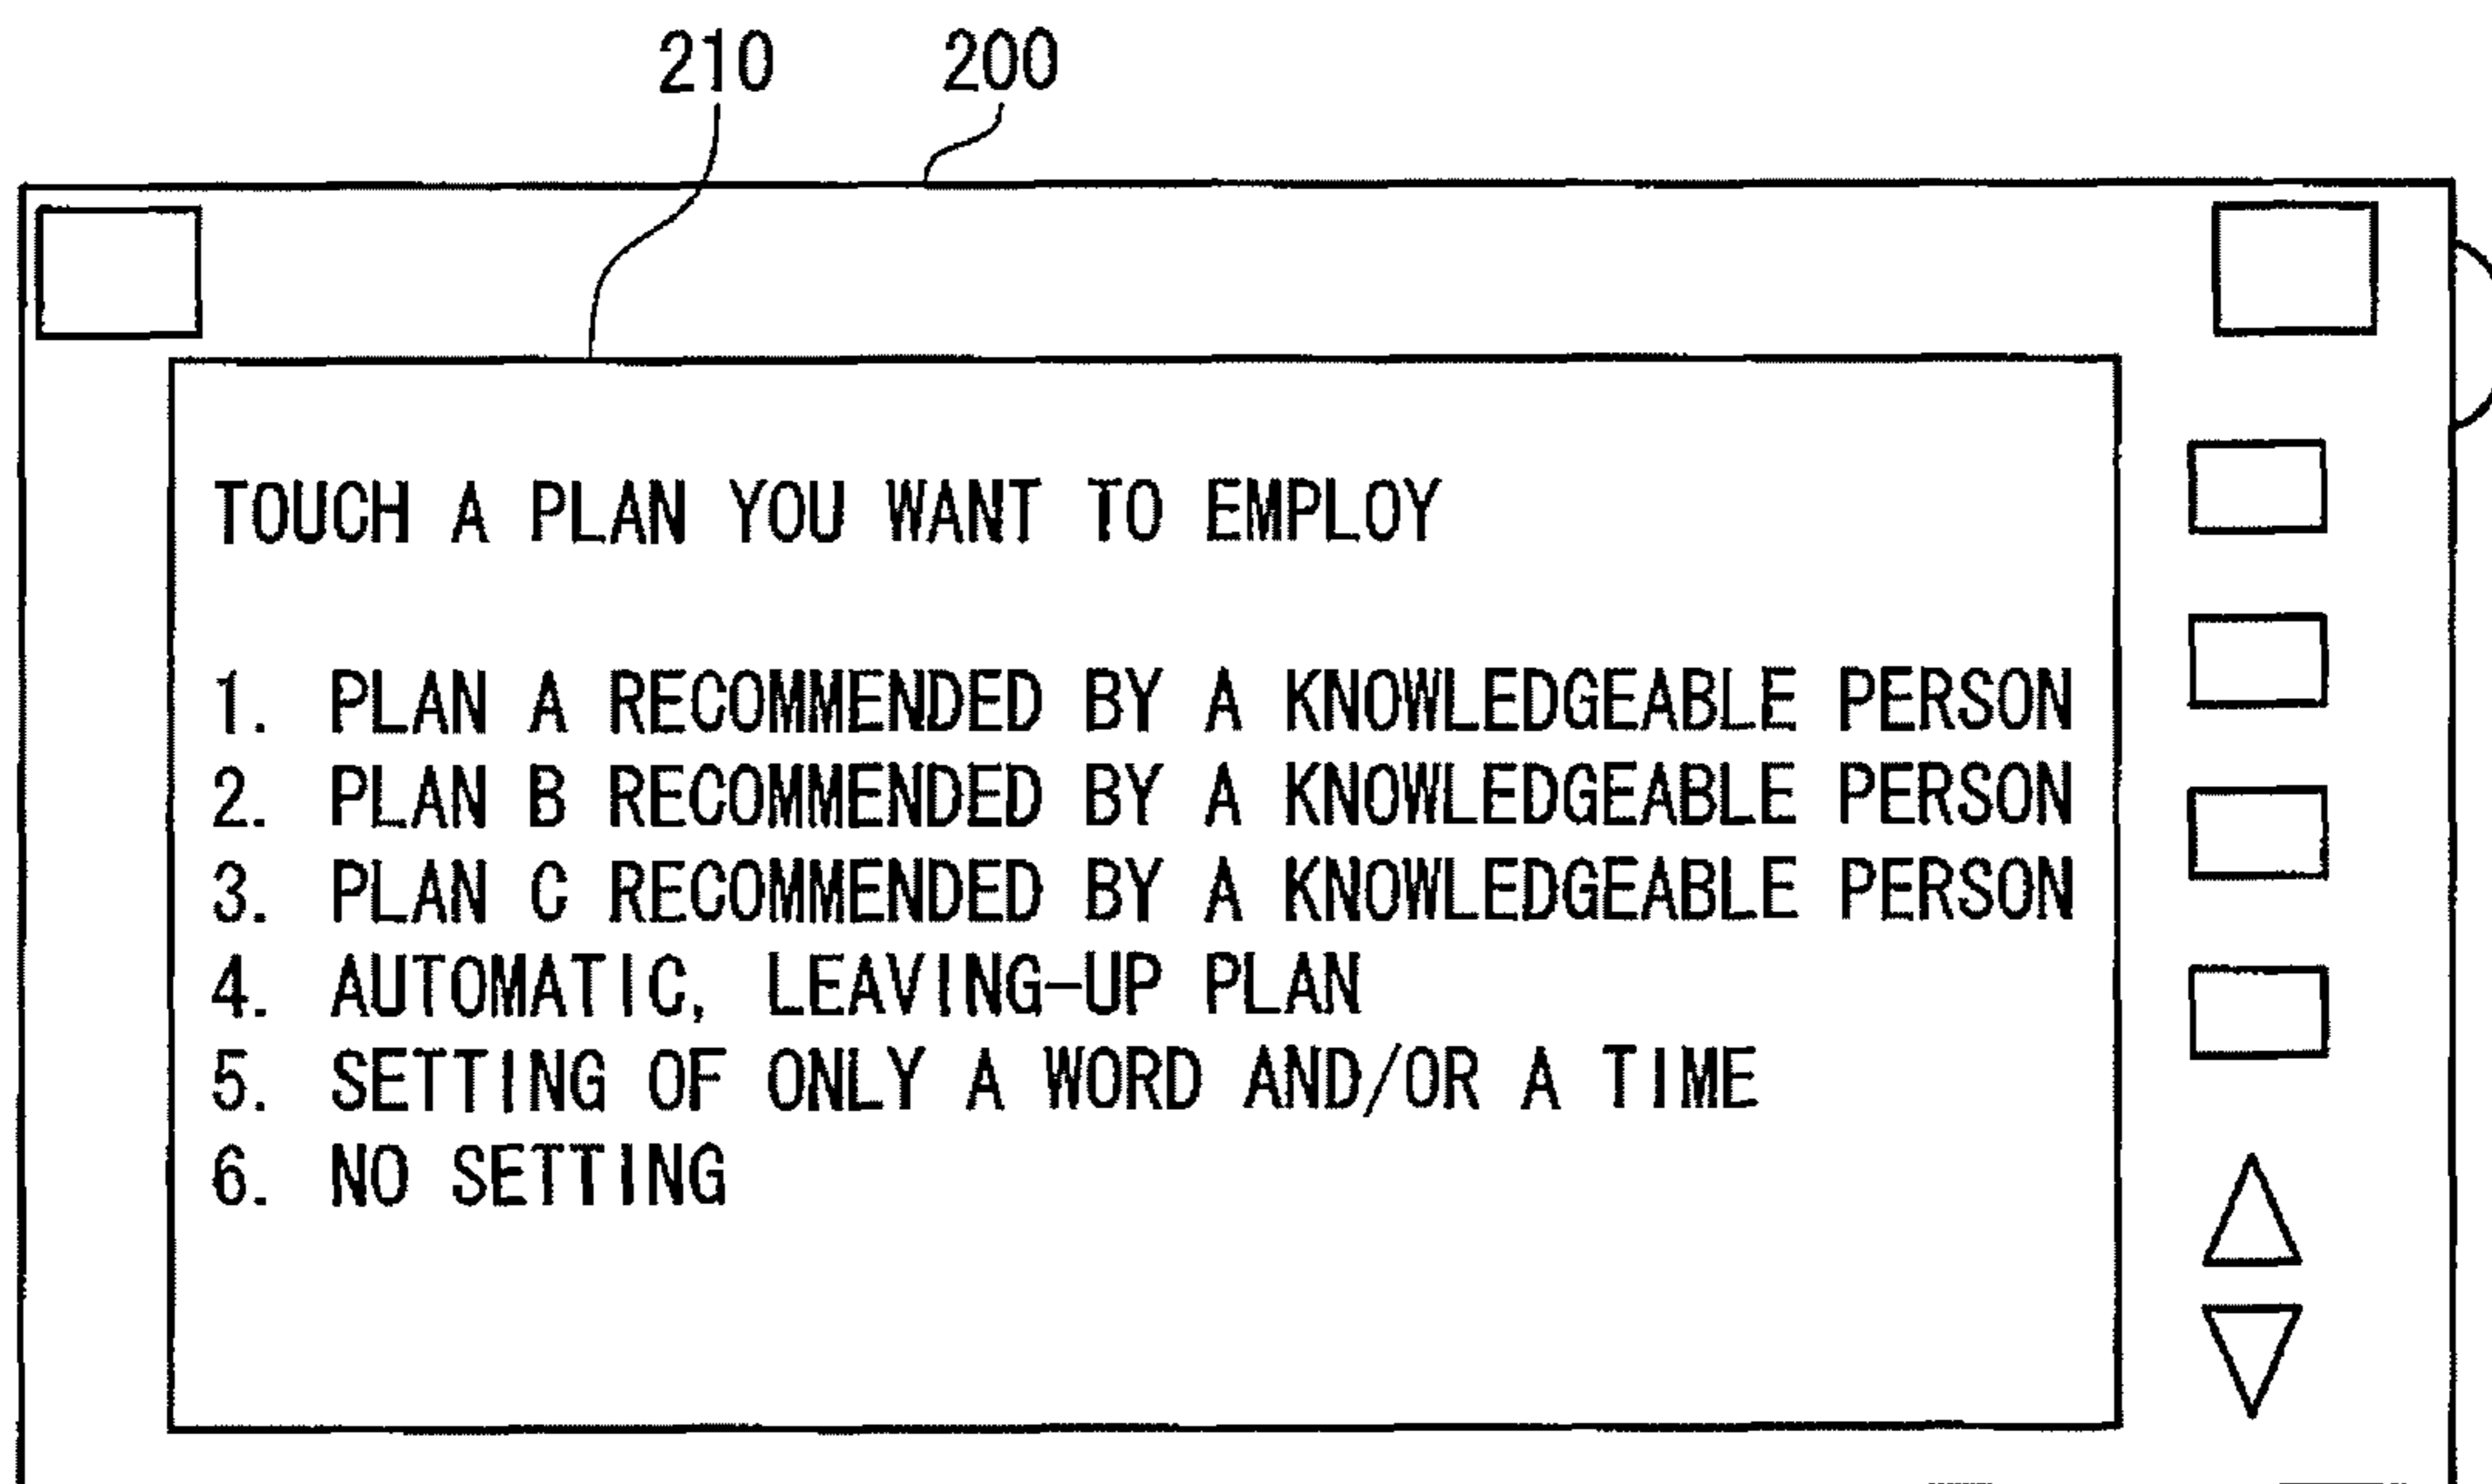 210 200
TOUCH A PLAN YOU WANT TO EMPLOY
1. PLAN A RECOMMENDED BY A KNOWLEDGEABLE PERSON
2. PLAN B RECOMMENDED BY A KNOWLEDGEABLE PERSON
3. PLAN C RECOMMENDED BY A KNOWLEDGEABLE PERSON
4. AUTOMATIC, LEAVING-UP PLAN
5. SETTING OF ONLY A WORD AND/OR A TIME
6. NO SETTING